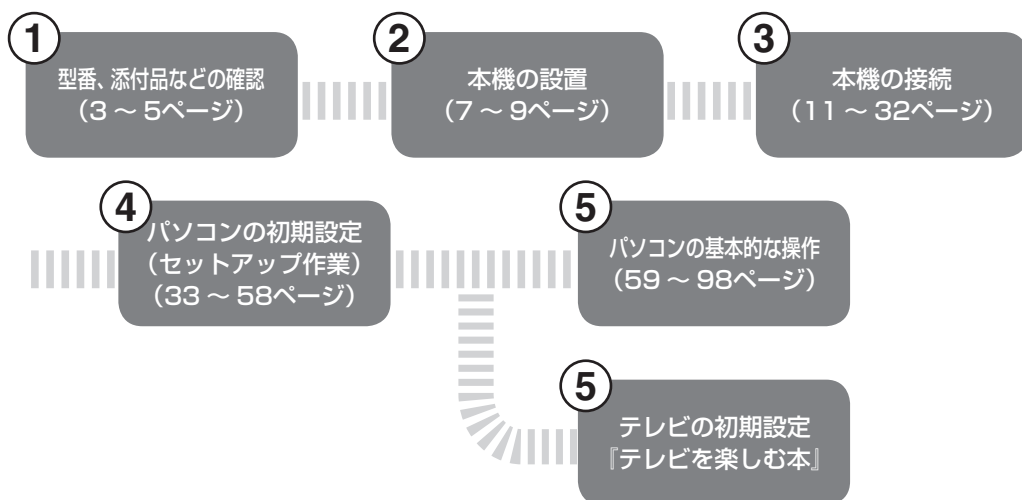 1
型番、添付品などの確認
（3 ～ 5ページ）
2
本機の設置
（7 ～ 9ページ）
3
本機の接続
（11 ～ 32ページ）
4
パソコンの初期設定
（セットアップ作業）
（33 ～ 58ページ）
5
パソコンの基本的な操作
（59 ～ 98ページ）
5
テレビの初期設定
『テレビを楽しむ本』